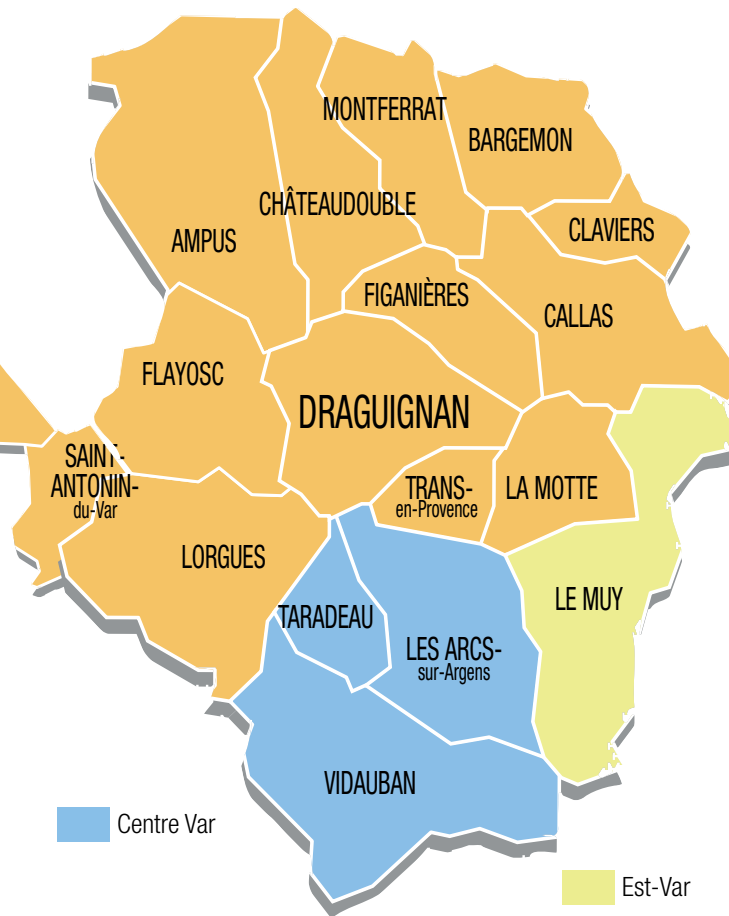 MONTFERRAT
BARGEMON
CHÂTEAUDOUBLE
AMPUS
CLAVIERS
FIGANIÈRES
CALLAS
FLAYOSC
DRAGUIGNAN
SAINT-
ANTONIN-
du-Var
TRANS-
en-Provence
LA MOTTE
LORGUES
LE MUY
TARADEAU
LES ARCS-
sur-Argens
VIDAUBAN
Centre Var
Est-Var